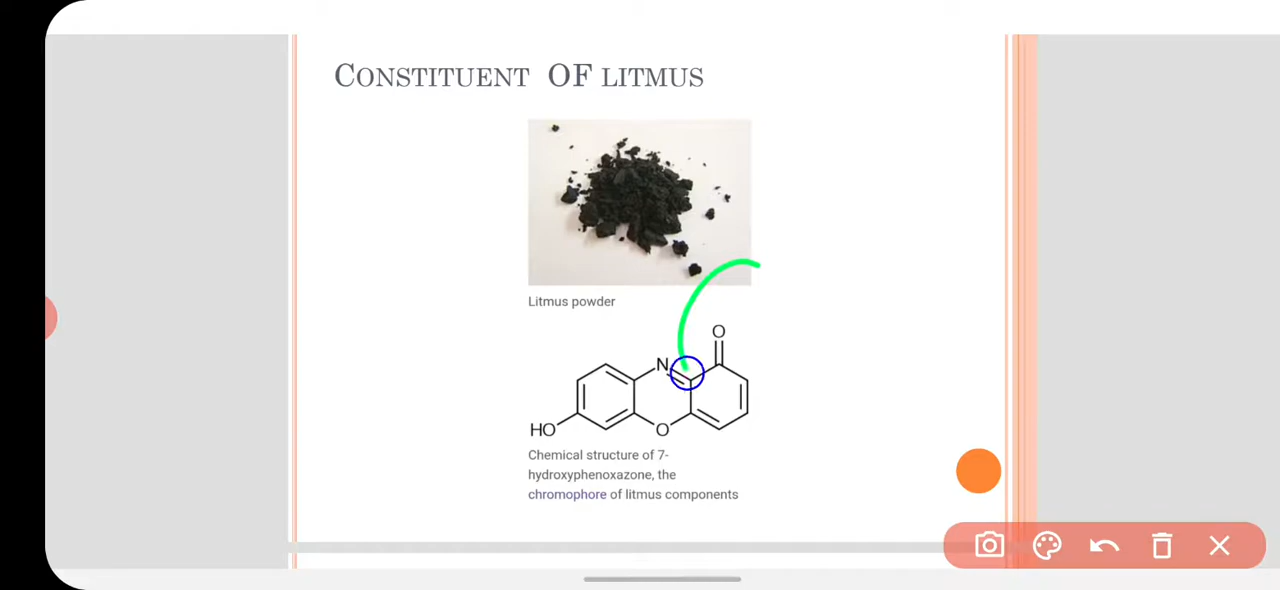 CONSTITUENT OF LITMUS
Litmus powder
O
N
HO
O
Chemical structure of 7-
hydroxyphenoxazone, the
chromophore of litmus components